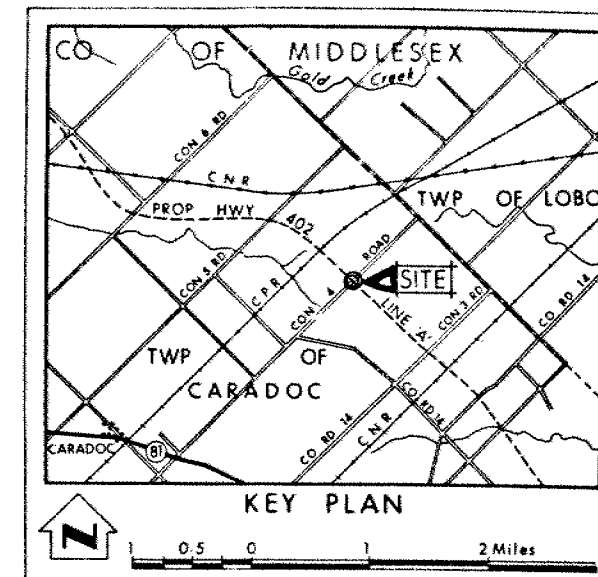 CO OF MIDDLESEX
Gold Creek
CON 6 RD
C N R
TWP OF LOBO
PROP HWY 402
CON 5 RD
C P R
CON 4 ROAD
SITE
LINE 'A'
CON 3 RD
CO RD 14
TWP OF
CARADOC
CO RD 14
CO RD 14
C N R
CARADOC
81
KEY PLAN
N
1 0.5 0 1 2 Miles